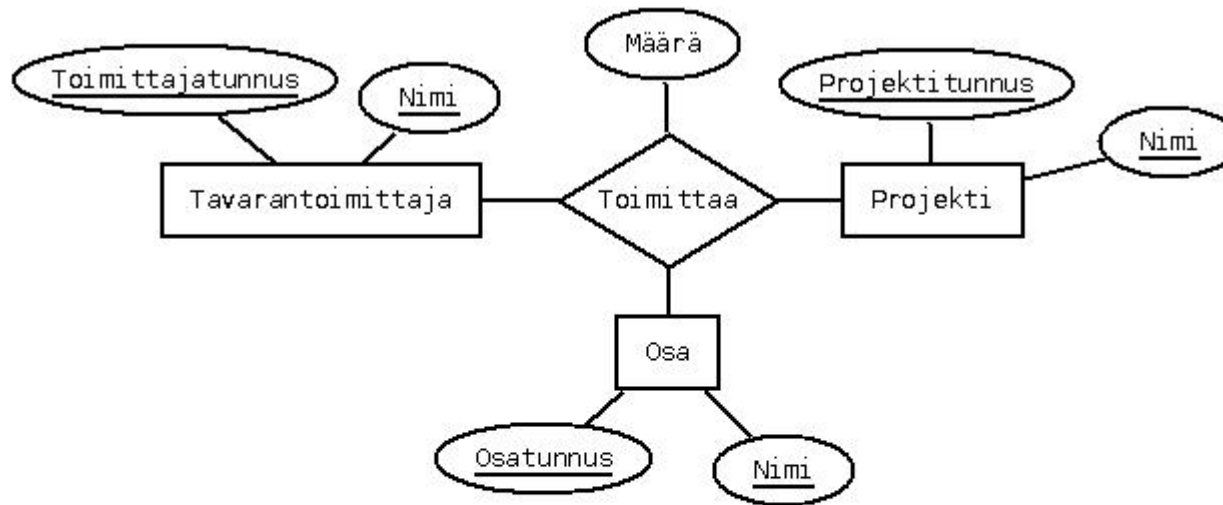 Määrä
Toimittajatunnus
Nimi
Projektitunnus
Nimi
Tavarantoimittaja
Toimittaa
Projekti
Osa
Osatunnus
Nimi